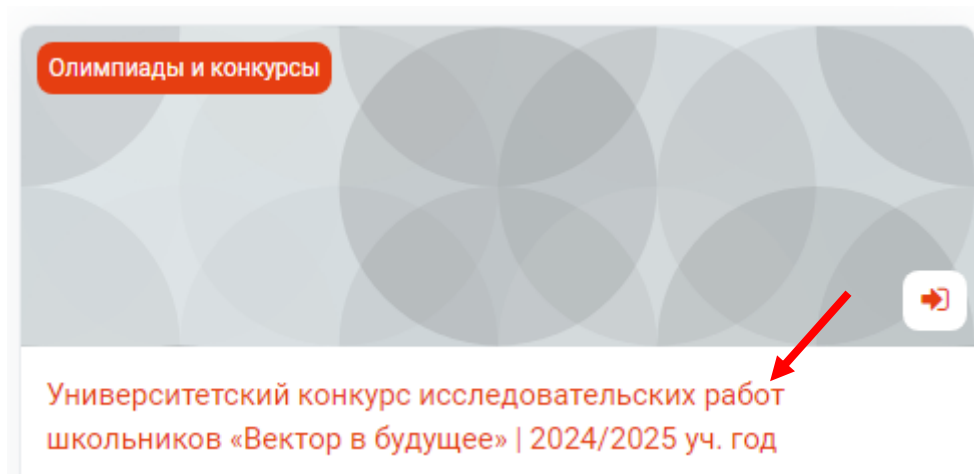 Олимпиады и конкурсы
Университетский конкурс исследовательских работ
школьников «Вектор в будущее» | 2024/2025 уч. год